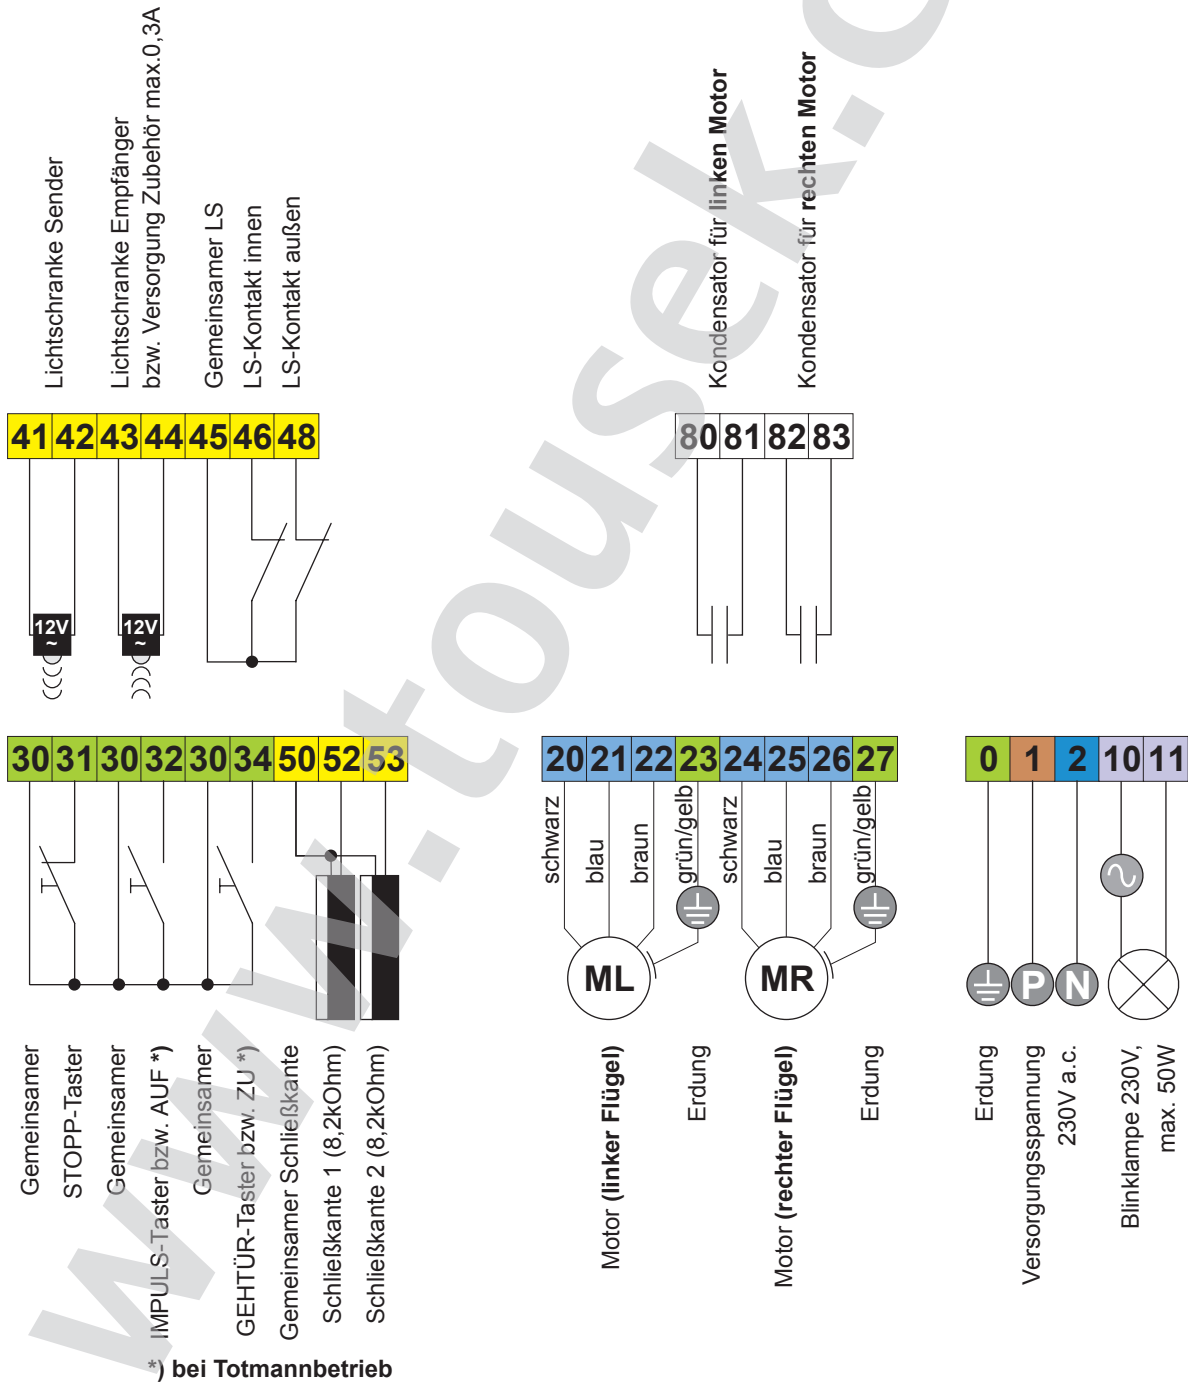 Lichtschranke Sender
Lichtschranke Empfänger
bzw. Versorgung Zubehör max.0,3A
Gemeinsamer LS
LS-Kontakt innen
LS-Kontakt außen
Kondensator für linken Motor
Kondensator für rechten Motor
41 42 43 44 45 46 48
80 81 82 83
12V
~
12V
~
30 31 30 32 30 34 50 52 53
20 21 22 23 24 25 26 27
0 1 2 10 11
schwarz
blau
braun
grün/gelb
schwarz
blau
braun
grün/gelb
ML
MR
P
N
Gemeinsamer
STOPP-Taster
Gemeinsamer
IMPULS-Taster bzw. AUF *)
Gemeinsamer
GEHTÜR-Taster bzw. ZU *)
Gemeinsamer Schließkante
Schließkante 1 (8,2kOhm)
Schließkante 2 (8,2kOhm)
Motor (linker Flügel)
Erdung
Motor (rechter Flügel)
Erdung
Erdung
Versorgungsspannung
230V a.c.
Blinklampe 230V,
max. 50W
*) bei Totmannbetrieb
www.tousek.c